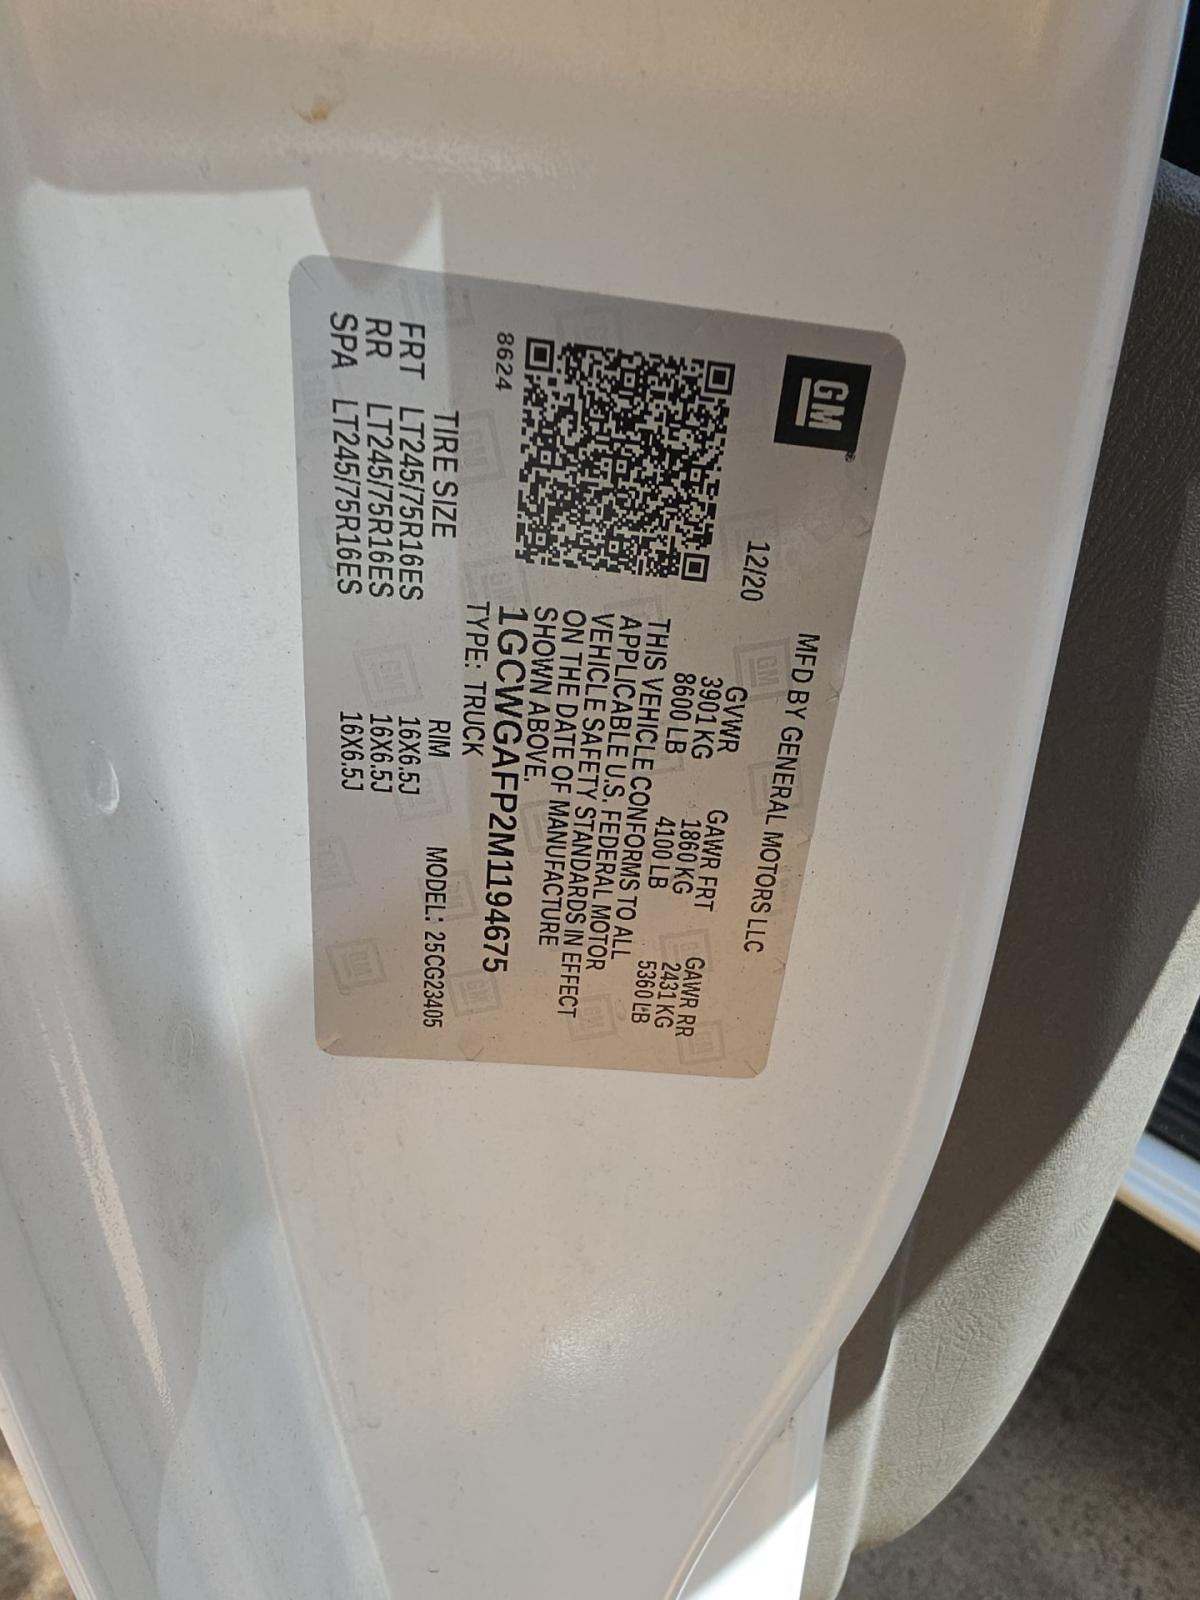 GM
MFD BY GENERAL MOTORS LLC
12/20
GVWR GAWR FRT GAWR RR
3901 KG 1860 KG 2431 KG
8600 LB 4100 LB 5360 LB
THIS VEHICLE CONFORMS TO ALL
APPLICABLE U.S. FEDERAL MOTOR
VEHICLE SAFETY STANDARDS IN EFFECT
ON THE DATE OF MANUFACTURE
SHOWN ABOVE.
8624
1GCWGAFP2M1194675
TYPE: TRUCK
TIRE SIZE RIM MODEL: 25CG23405
FRT LT245/75R16ES 16X6.5J
RR LT245/75R16ES 16X6.5J
SPA LT245/75R16ES 16X6.5J